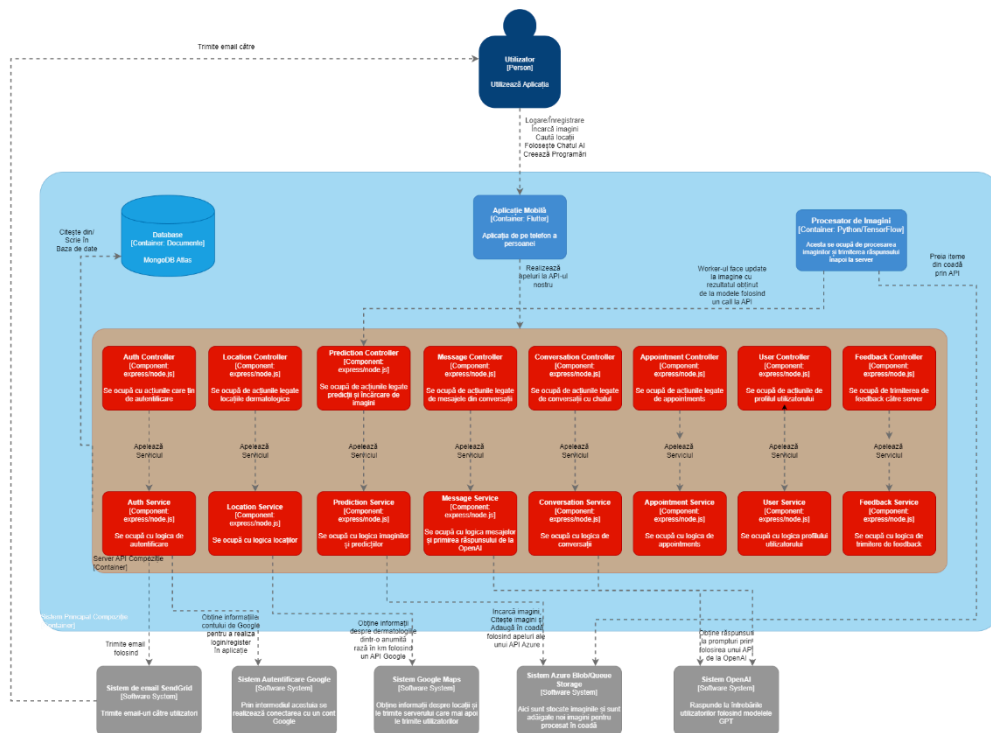 Trimite email către
Utilizator
[Person]
Utilizează Aplicația
Logare/Înregistrare
Încarcă imagini
Caută locații
Folosește Chatul AI
Creează Programări
Citește din/
Scrie în
Baza de date
Database
[Container: Documente]
MongoDB Atlas
Aplicație Mobilă
[Container: Flutter]
Aplicația de pe telefon a
persoanei
Procesator de Imagini
[Container: Python/TensorFlow]
Acesta se ocupă de procesarea
imaginilor și trimiterea răspunsului
înapoi la server
Realizează
apeluri la API-ul
nostru
Worker-ul face update
la imagine cu
rezultatul obținut
de la modele folosind
un call la API
Preia iteme
din coadă
prin API
Auth Controller
[Component:
express/node.js]
Se ocupă cu acțiunile care țin
de autentificare
Location Controller
[Component:
express/node.js]
Se ocupă de acțiunile legate
locațiile dermatologice
Prediction Controller
[Component:
express/node.js]
Se ocupă de acțiunile legate
predicții și încărcare de
imagini
Message Controller
[Component:
express/node.js]
Se ocupă de acțiunile legate
de mesajele din conversații
Conversation Controller
[Component:
express/node.js]
Se ocupă de acțiunile legate
de conversații cu chatul
Appointment Controller
[Component:
express/node.js]
Se ocupă de acțiunile legate
de appointments
User Controller
[Component:
express/node.js]
Se ocupă de acțiunile de
profilul utilizatorului
Feedback Controller
[Component:
express/node.js]
Se ocupă de trimiterea de
feedback către server
Apelează
Serviciul
Apelează
Serviciul
Apelează
Serviciul
Apelează
Serviciul
Apelează
Serviciul
Apelează
Serviciul
Apelează
Serviciul
Apelează
Serviciul
Auth Service
[Component:
express/node.js]
Se ocupă cu logica de
autentificare
Location Service
[Component:
express/node.js]
Se ocupă cu logica locațiilor
Prediction Service
[Component:
express/node.js]
Se ocupă cu logica imaginilor
și predicțiilor
Message Service
[Component:
express/node.js]
Se ocupă cu logica mesajelor
și primirea răspunsului de la
OpenAI
Conversation Service
[Component:
express/node.js]
Se ocupă cu logica de
conversații
Appointment Service
[Component:
express/node.js]
Se ocupă cu logica de
appointments
User Service
[Component:
express/node.js]
Se ocupă cu logica profilului
utilizatorului
Feedback Service
[Component:
express/node.js]
Se ocupă cu logica de
trimitere de feedback
Server API Compoziție
[Container]
Sistem Principal Compoziție
[Container]
Trimite email
folosind
Obține informațiile
contului de Google
pentru a realiza
login/register
în aplicație
Obține informații
despre dermatologiile
dintr-o anumită
rază în km folosind
un API Google
Încarcă imagini,
Citește imagini și
Adaugă în coadă
folosind apeluri ale
unui API Azure
Obține răspunsuri
la prompturi prin
folosirea unui API
de la OpenAI
Sistem de email SendGrid
[Software System]
Trimite email-uri către utilizatori
Sistem Autentificare Google
[Software System]
Prin intermediul acestuia se
realizează conectarea cu un cont
Google
Sistem Google Maps
[Software System]
Obține informații despre locații și
le trimite serverului care mai apoi
le trimite utilizatorilor
Sistem Azure Blob/Queue
Storage
[Software System]
Aici sunt stocate imaginile și sunt
adăigate noi imagini pentru
procesat în coadă
Sistem OpenAI
[Software System]
Raspunde la întrebările
utilizatorilor folosind modelele
GPT